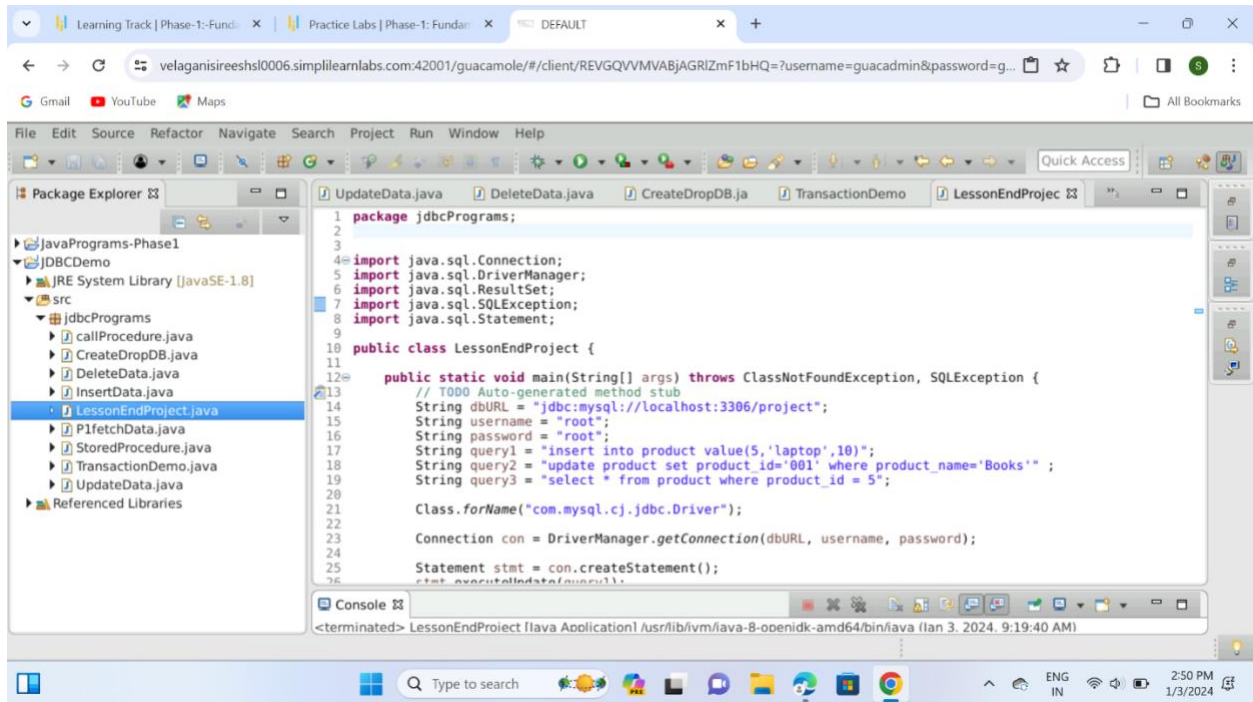 Learning Track | Phase-1:-Funda
Practice Labs | Phase-1: Fundam
DEFAULT
velaganisireeshsl0006.simplilearnlabs.com:42001/guacamole/#/client/REVGQVVMVABjAGRlZmF1bHQ=?username=guacadmin&password=g...
S
Gmail YouTube Maps
All Bookmarks
File Edit Source Refactor Navigate Search Project Run Window Help
Quick Access
Package Explorer
JavaPrograms-Phase1
JDBCDemo
JRE System Library [JavaSE-1.8]
src
jdbcPrograms
callProcedure.java
CreateDropDB.java
DeleteData.java
InsertData.java
LessonEndProject.java
P1fetchData.java
StoredProcedure.java
TransactionDemo.java
UpdateData.java
Referenced Libraries
UpdateData.java DeleteData.java CreateDropDB.ja TransactionDemo LessonEndProjec
1 package jdbcPrograms;
2
3
4 import java.sql.Connection;
5 import java.sql.DriverManager;
6 import java.sql.ResultSet;
7 import java.sql.SQLException;
8 import java.sql.Statement;
9
10 public class LessonEndProject {
11
12 public static void main(String[] args) throws ClassNotFoundException, SQLException {
13 // TODO Auto-generated method stub
14 String dbURL = "jdbc:mysql://localhost:3306/project";
15 String username = "root";
16 String password = "root";
17 String query1 = "insert into product value(5,'laptop',10)";
18 String query2 = "update product set product_id='001' where product_name='Books'" ;
19 String query3 = "select * from product where product_id = 5";
20
21 Class.forName("com.mysql.cj.jdbc.Driver");
22
23 Connection con = DriverManager.getConnection(dbURL, username, password);
24
25 Statement stmt = con.createStatement();
26 stmt.executeUpdate(query1);
Console
<terminated> LessonEndProject [Java Application] /usr/lib/jvm/java-8-openjdk-amd64/bin/java (Jan 3, 2024, 9:19:40 AM)
Type to search
PRE
ENG
IN
2:50 PM
1/3/2024